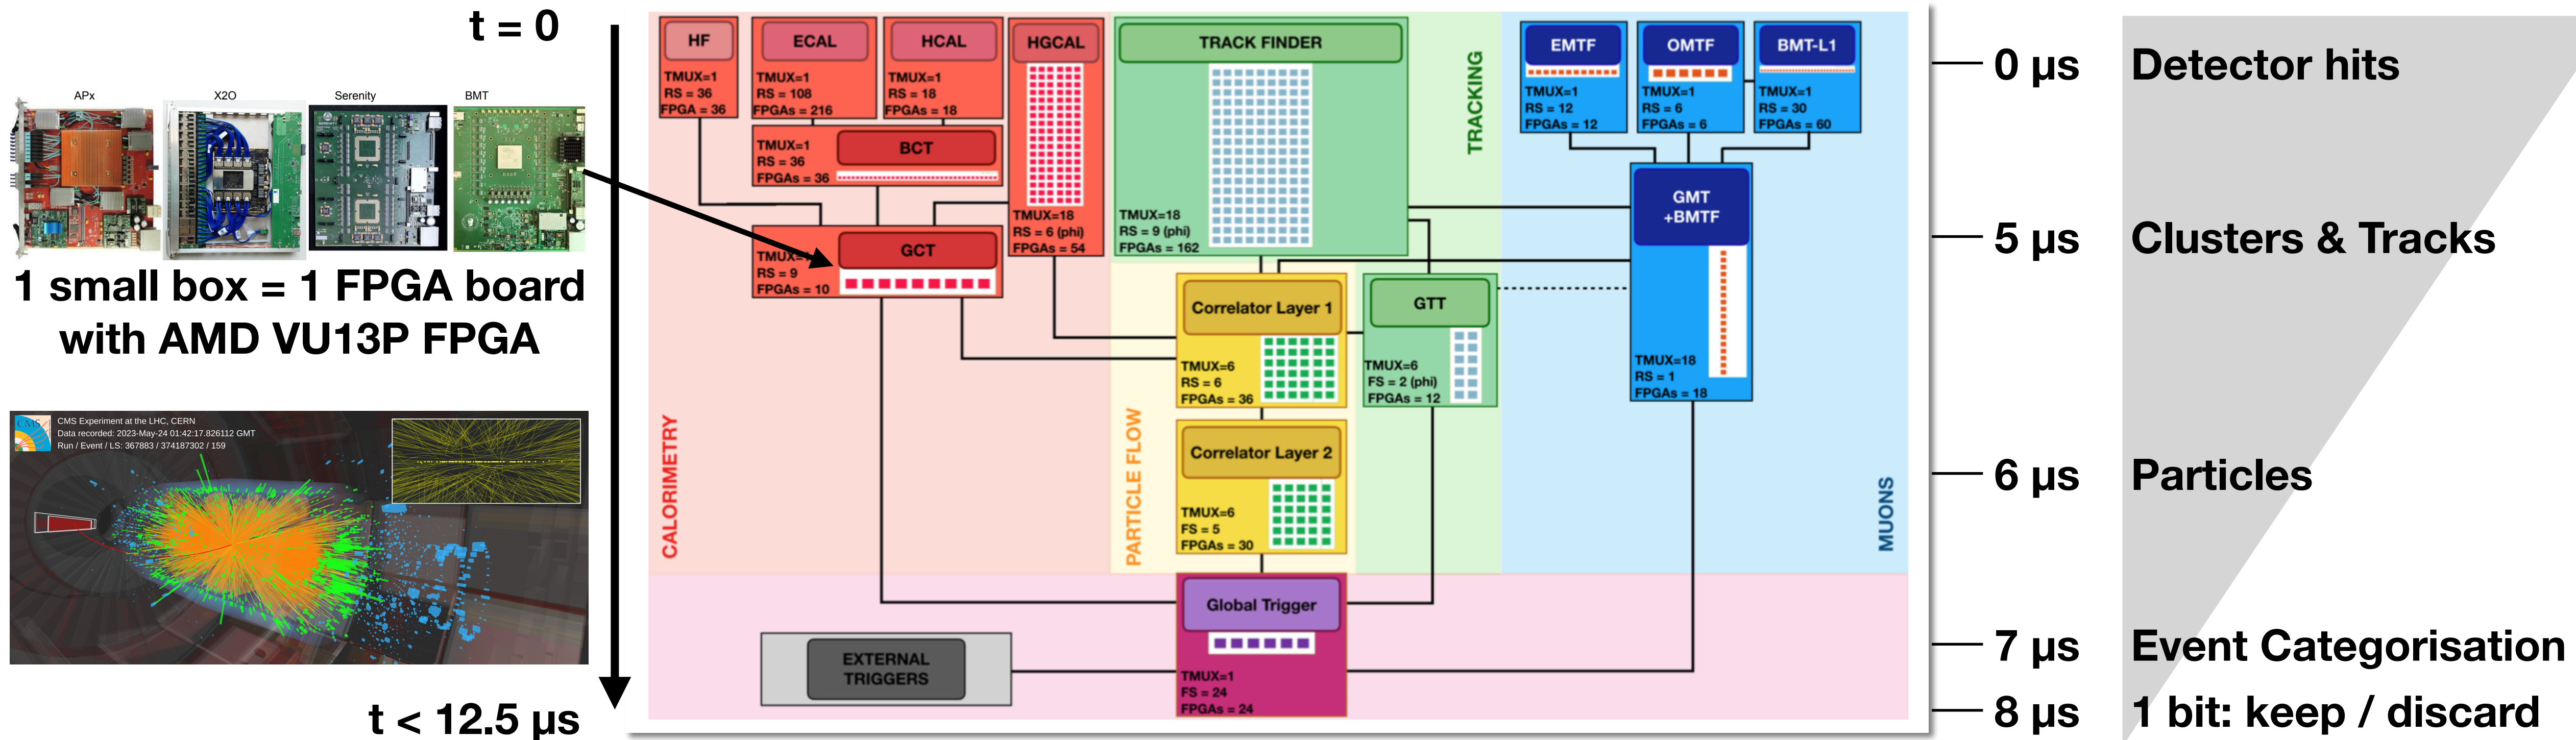 t = 0
APx
X2O
Serenity
BMT
1 small box = 1 FPGA board
with AMD VU13P FPGA
CMS
CMS Experiment at the LHC, CERN
Data recorded: 2023-May-24 01:42:17.826112 GMT
Run / Event / LS: 367883 / 374187302 / 159
t < 12.5 µs
CALORIMETRY
HF
TMUX=1
RS = 36
FPGA = 36
ECAL
TMUX=1
RS = 108
FPGAs = 216
HCAL
TMUX=1
RS = 18
FPGAs = 18
HGCAL
TMUX=18
RS = 6 (phi)
FPGAs = 54
BCT
TMUX=1
RS = 36
FPGAs = 36
GCT
RS = 9
FPGAs = 10
TRACKING
TRACK FINDER
TMUX=18
RS = 9 (phi)
FPGAs = 162
PARTICLE FLOW
Correlator Layer 1
TMUX=6
RS = 6
FPGAs = 36
GTT
TMUX=6
FS = 2 (phi)
FPGAs = 12
Correlator Layer 2
TMUX=6
FS = 5
FPGAs = 30
MUONS
EMTF
TMUX=1
RS = 12
FPGAs = 12
OMTF
TMUX=1
RS = 6
FPGAs = 6
BMT-L1
TMUX=1
RS = 30
FPGAs = 60
GMT
+BMTF
TMUX=18
RS = 1
FPGAs = 18
Global Trigger
TMUX=1
FS = 24
FPGAs = 24
EXTERNAL
TRIGGERS
0 µs Detector hits
5 µs Clusters & Tracks
6 µs Particles
7 µs Event Categorisation
8 µs 1 bit: keep / discard